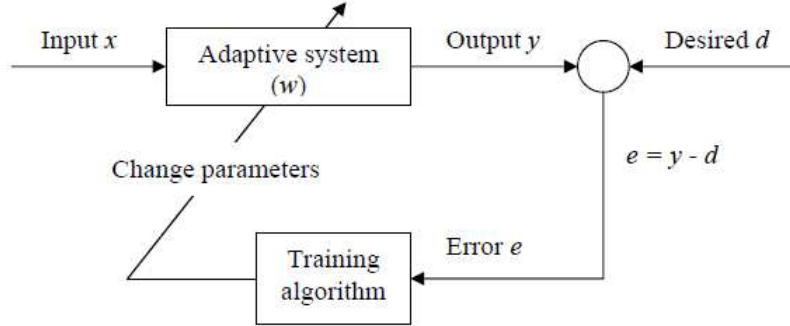 Input x
Adaptive system
(w)
Output y
Desired d
Change parameters
e = y - d
Training
algorithm
Error e